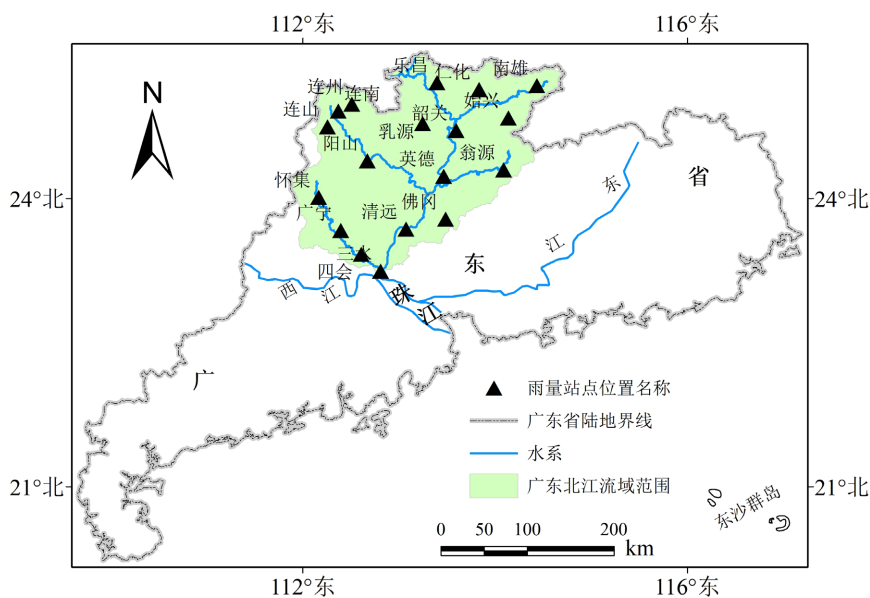 112°东
116°东
N
乐昌
仁化
南雄
连州
连南
始兴
连山
韶关
乳源
阳山
英德
翁源
24°北
24°北
怀集
佛冈
清远
广宁
省
东
三水
四会
东
江
西
江
珠
江
广
雨量站点位置名称
广东省陆地界线
水系
广东北江流域范围
21°北
21°北
东沙群岛
0 50 100 200
km
112°东
116°东